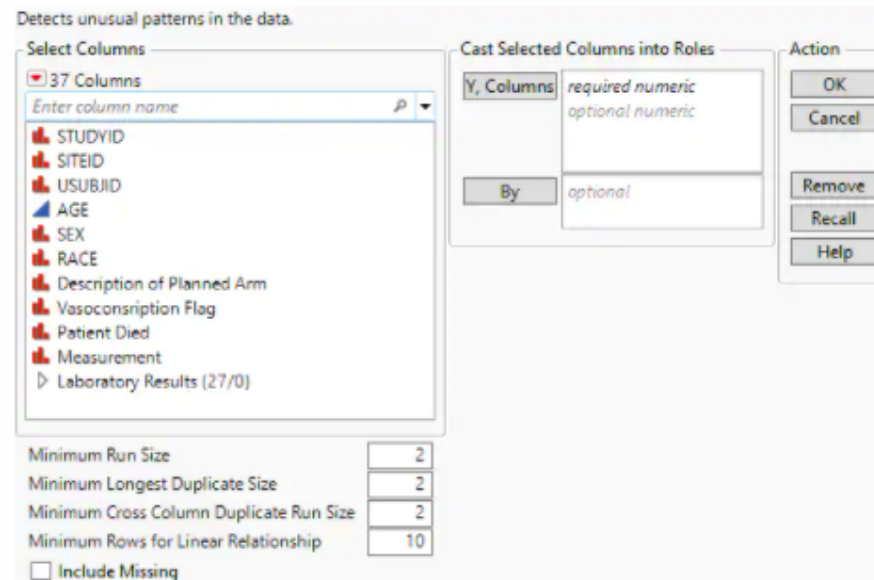 Detects unusual patterns in the data.
Select Columns
37 Columns
Enter column name
STUDYID
SITEID
USUBJID
AGE
SEX
RACE
Description of Planned Arm
Vasoconsription Flag
Patient Died
Measurement
Laboratory Results (27/0)
Cast Selected Columns into Roles
Y, Columns
required numeric
optional numeric
By
optional
Action
OK
Cancel
Remove
Recall
Help
Minimum Run Size 2
Minimum Longest Duplicate Size 2
Minimum Cross Column Duplicate Run Size 2
Minimum Rows for Linear Relationship 10
Include Missing